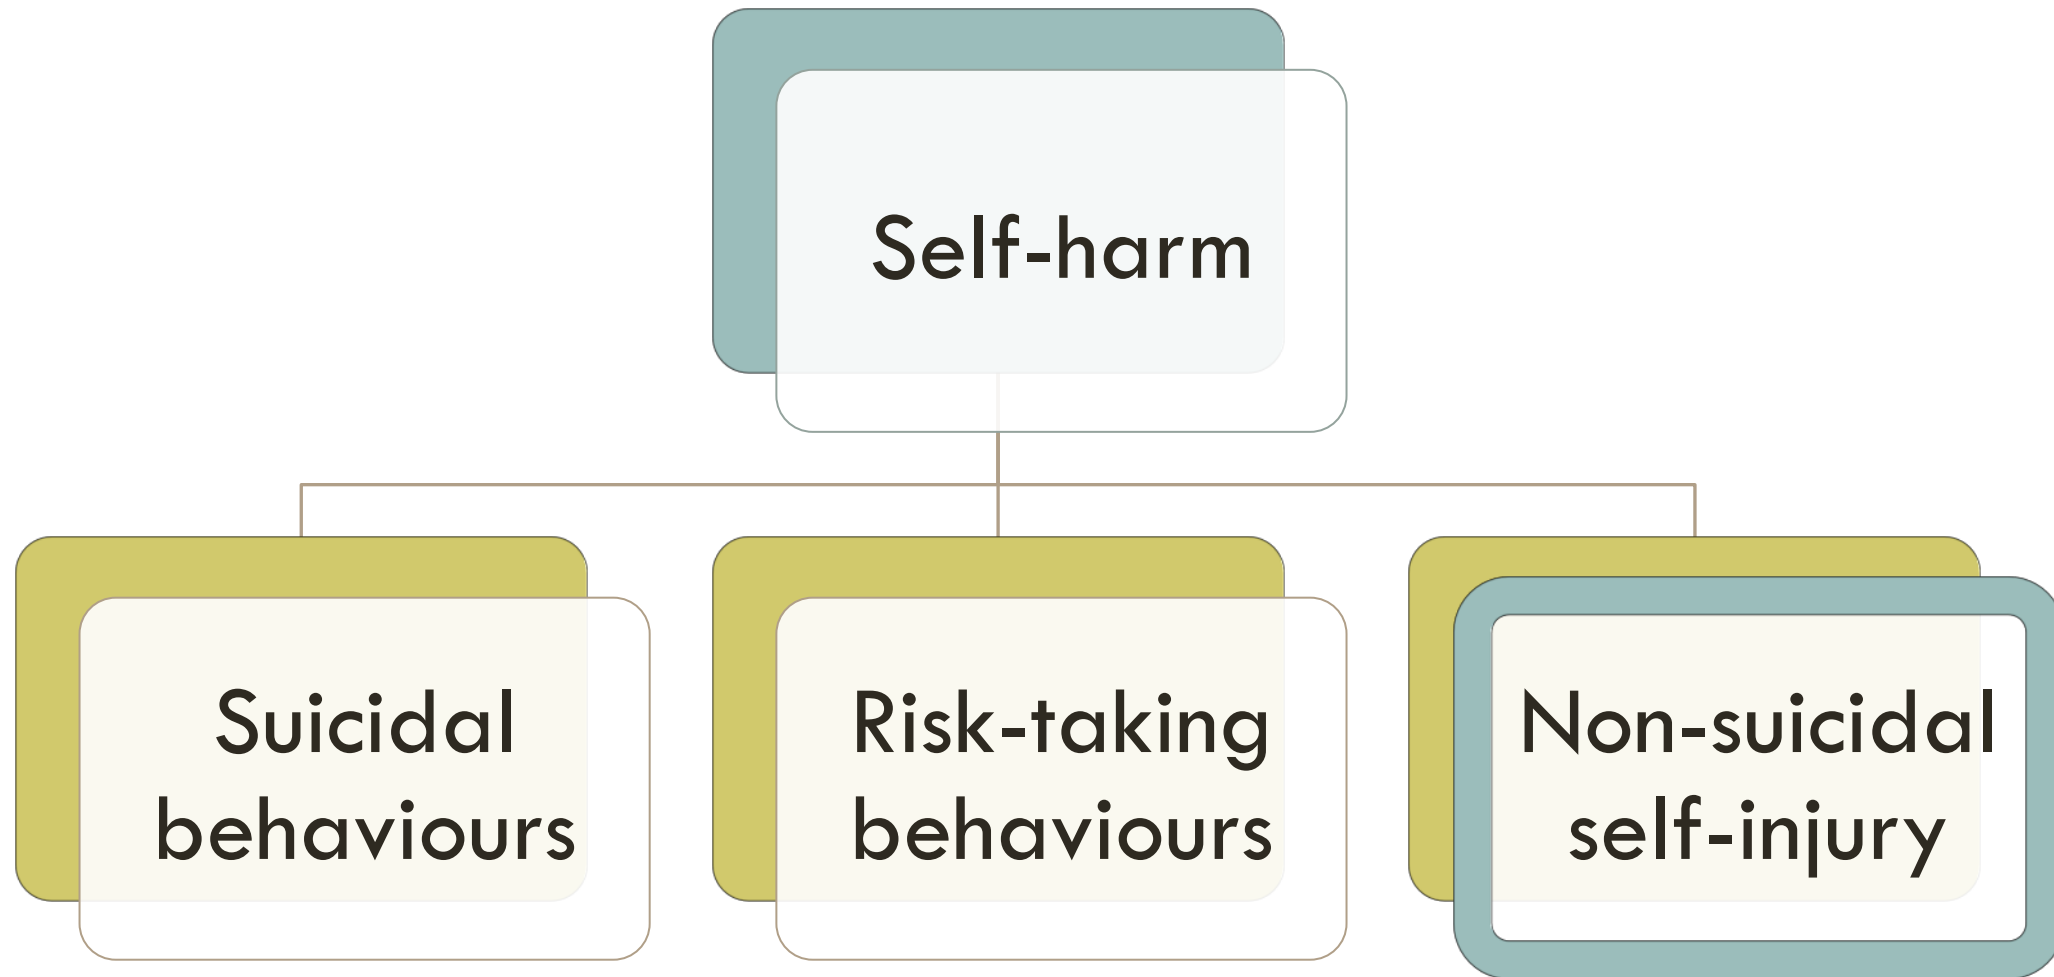 Self-harm
Suicidal
behaviours
Risk-taking
behaviours
Non-suicidal
self-injury